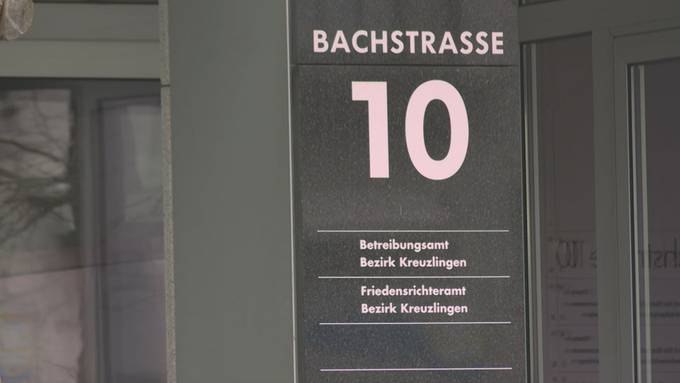 BACHSTRASSE
10
Betreibungsamt
Bezirk Kreuzlingen
Friedensrichteramt
Bezirk Kreuzlingen